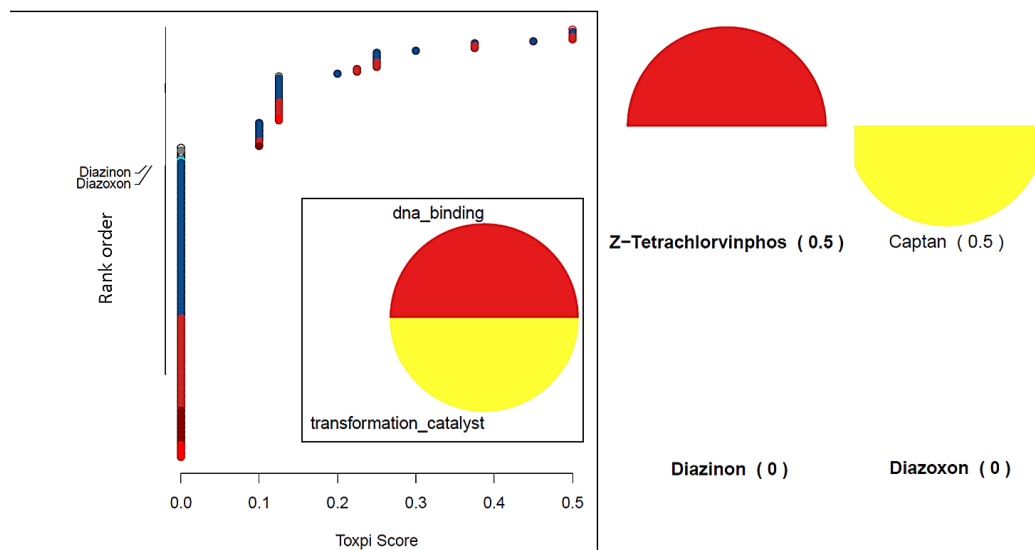 Diazinon
Diazoxon
Rank order
dna_binding
transformation_catalyst
0.0 0.1 0.2 0.3 0.4 0.5
Toxpi Score
Z−Tetrachlorvinphos ( 0.5 )
Captan ( 0.5 )
Diazinon ( 0 )
Diazoxon ( 0 )